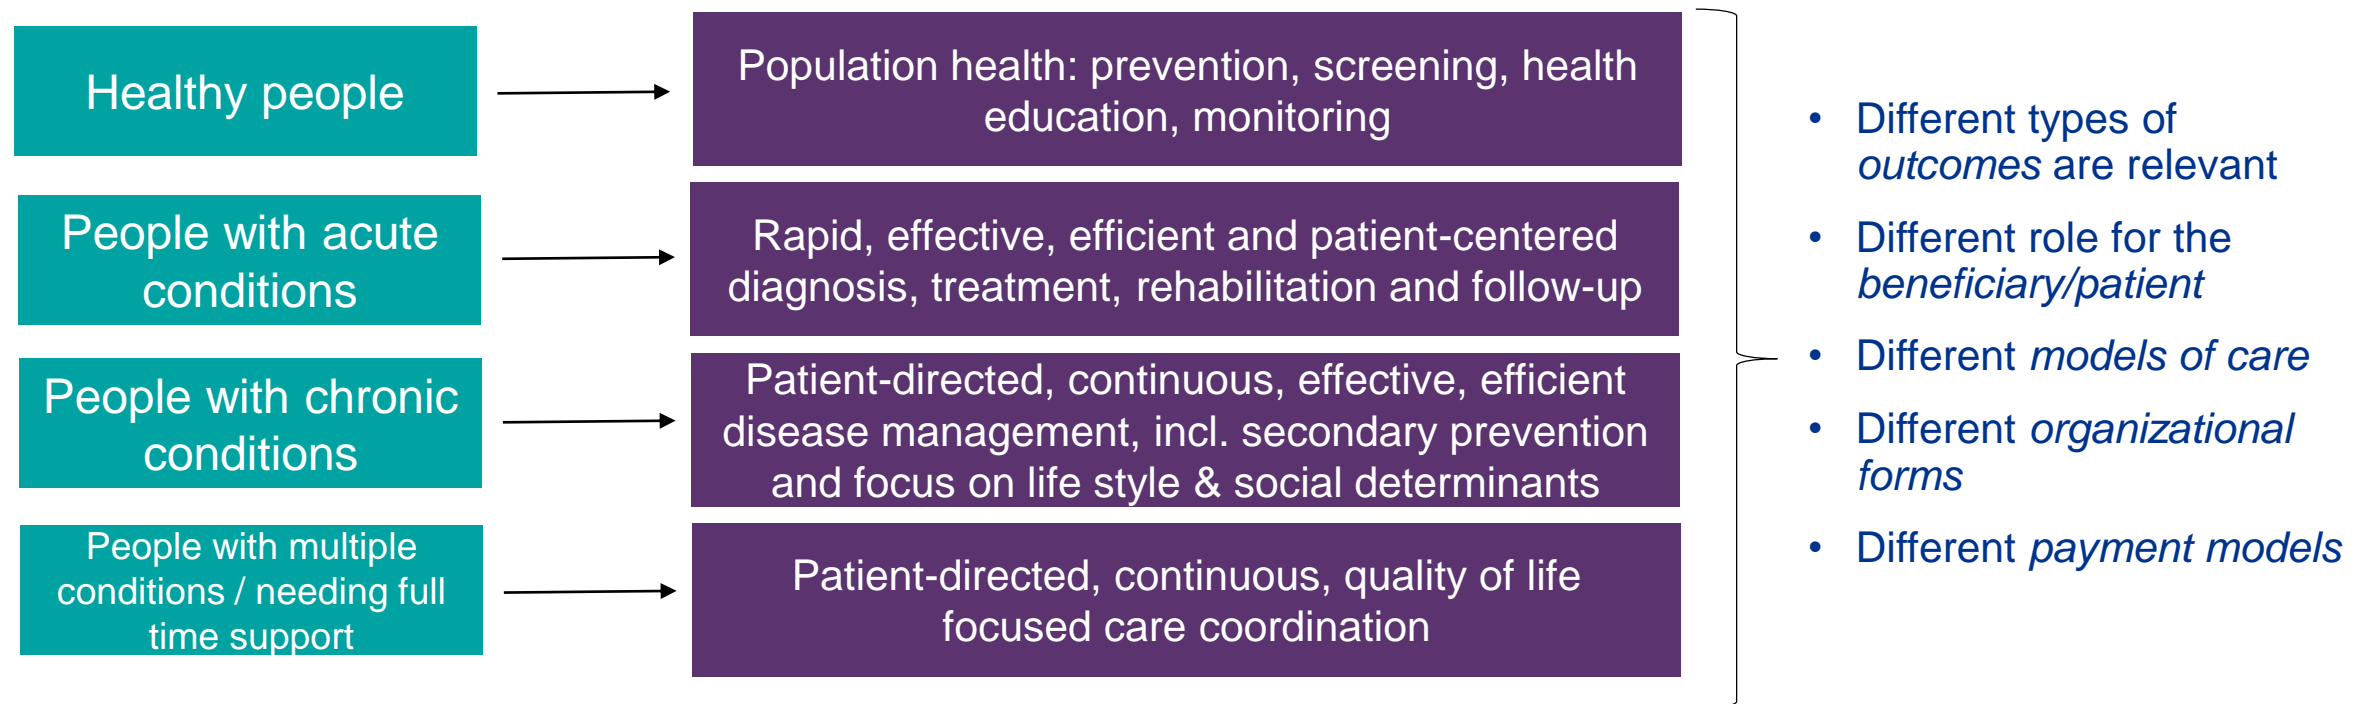 Healthy people
Population health: prevention, screening, health
education, monitoring
People with acute
conditions
Rapid, effective, efficient and patient-centered
diagnosis, treatment, rehabilitation and follow-up
People with chronic
conditions
Patient-directed, continuous, effective, efficient
disease management, incl. secondary prevention
and focus on life style & social determinants
People with multiple
conditions / needing full
time support
Patient-directed, continuous, quality of life
focused care coordination
• Different types of
outcomes are relevant
• Different role for the
beneficiary/patient
• Different models of care
• Different organizational
forms
• Different payment models